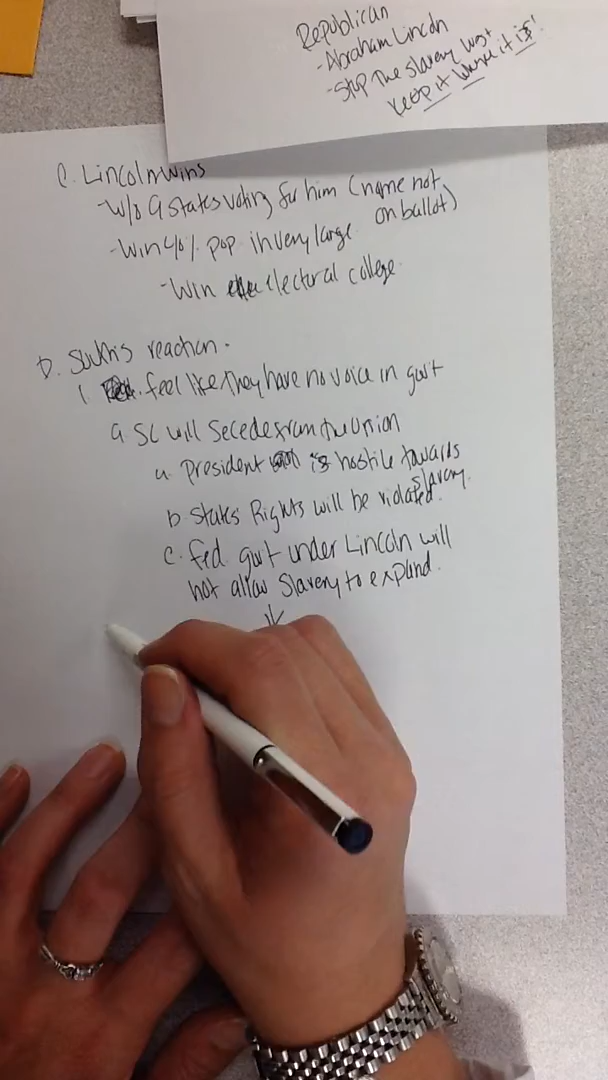 Republican
- Abraham Lincoln
- Stop the slavery west
keep it where it is!
C. Lincoln wins
- W/o 9 states voting for him (name not
on ballot)
- Win 40% pop in very large
- Win electoral college
D. South's reaction.
1. feel like they have no voice in gov't
a. SC will secede from the Union
a. President is hostile towards
slavery.
b. States Rights will be violated.
C. Fed. gov't under Lincoln will
not allow Slavery to expand.